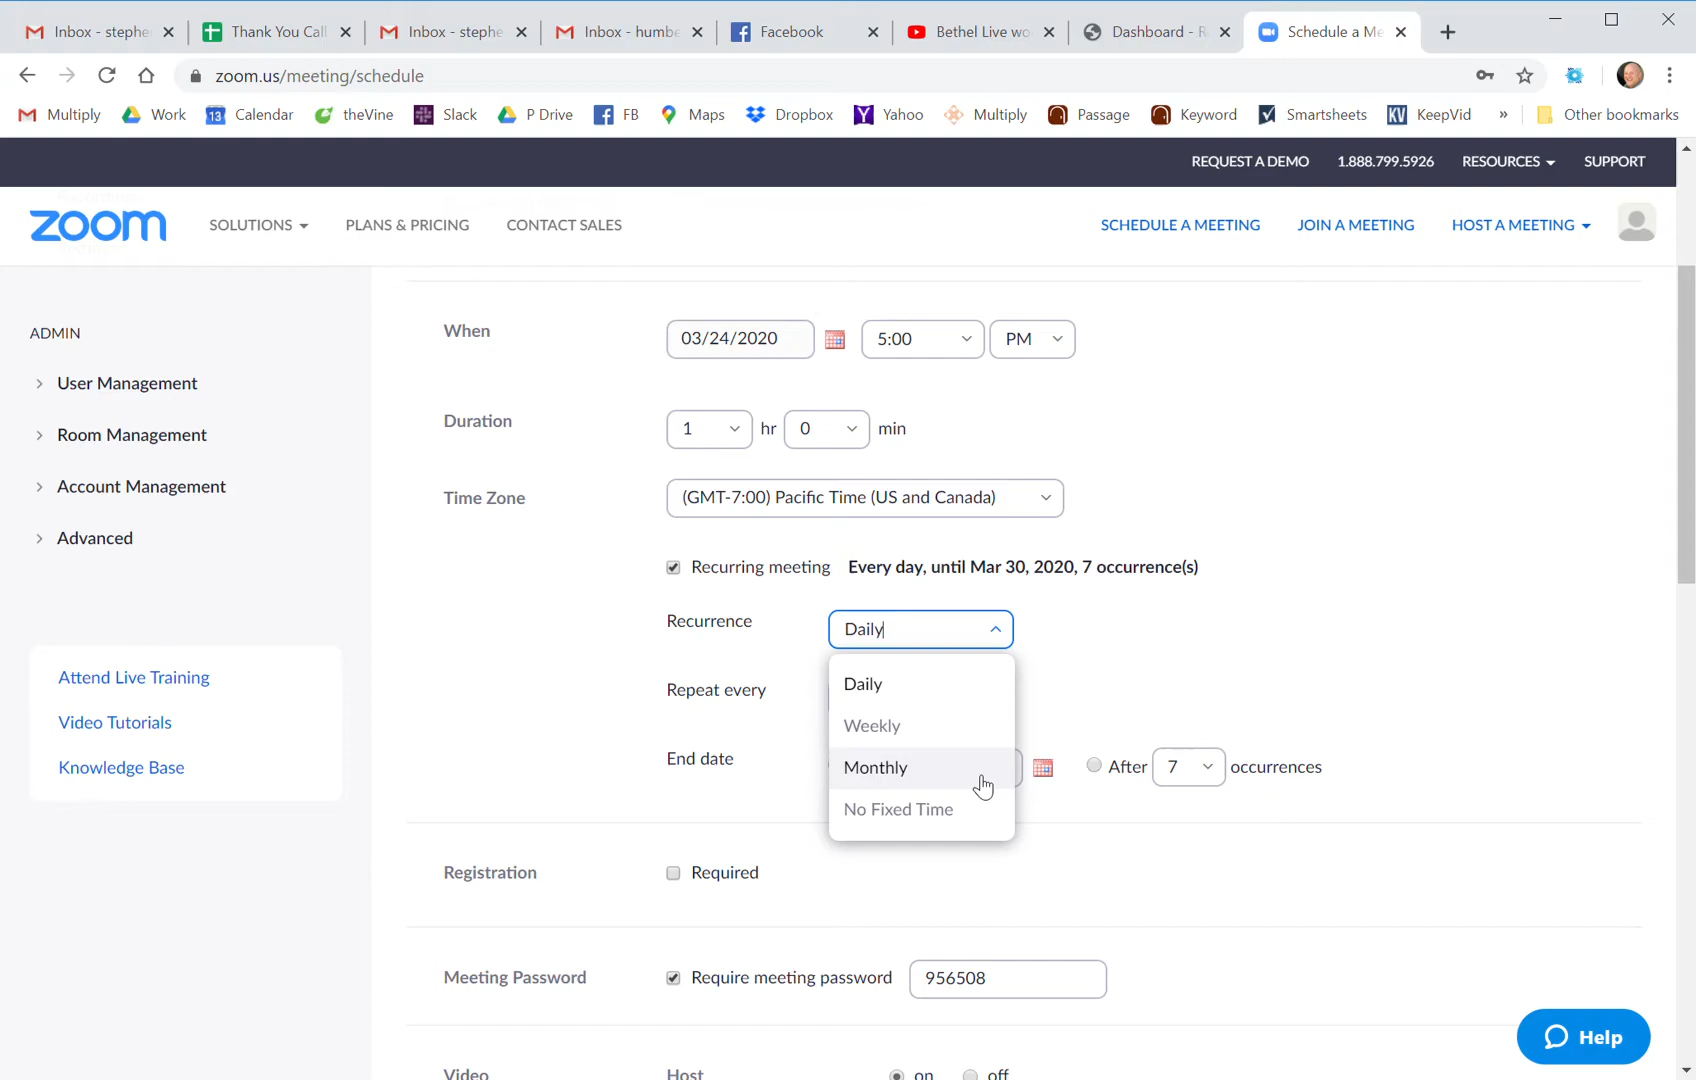 Inbox - stephe
Thank You Call
Inbox - stephe
Inbox - humbe
Facebook
Bethel Live wo
Dashboard - R
Schedule a Me
zoom.us/meeting/schedule
Multiply
Work
13
Calendar
theVine
Slack
P Drive
FB
Maps
Dropbox
Yahoo
Multiply
Passage
Keyword
Smartsheets
KV
KeepVid
»
Other bookmarks
REQUEST A DEMO
1.888.799.5926
RESOURCES
SUPPORT
zoom
SOLUTIONS
PLANS & PRICING
CONTACT SALES
SCHEDULE A MEETING
JOIN A MEETING
HOST A MEETING
ADMIN
User Management
Room Management
Account Management
Advanced
Attend Live Training
Video Tutorials
Knowledge Base
When
03/24/2020
5:00
PM
Duration
1
hr
0
min
Time Zone
(GMT-7:00) Pacific Time (US and Canada)
Recurring meeting
Every day, until Mar 30, 2020, 7 occurrence(s)
Recurrence
Daily
Daily
Weekly
Monthly
No Fixed Time
Repeat every
End date
After
7
occurrences
Registration
Required
Meeting Password
Require meeting password
956508
Video
Host
on
off
Help